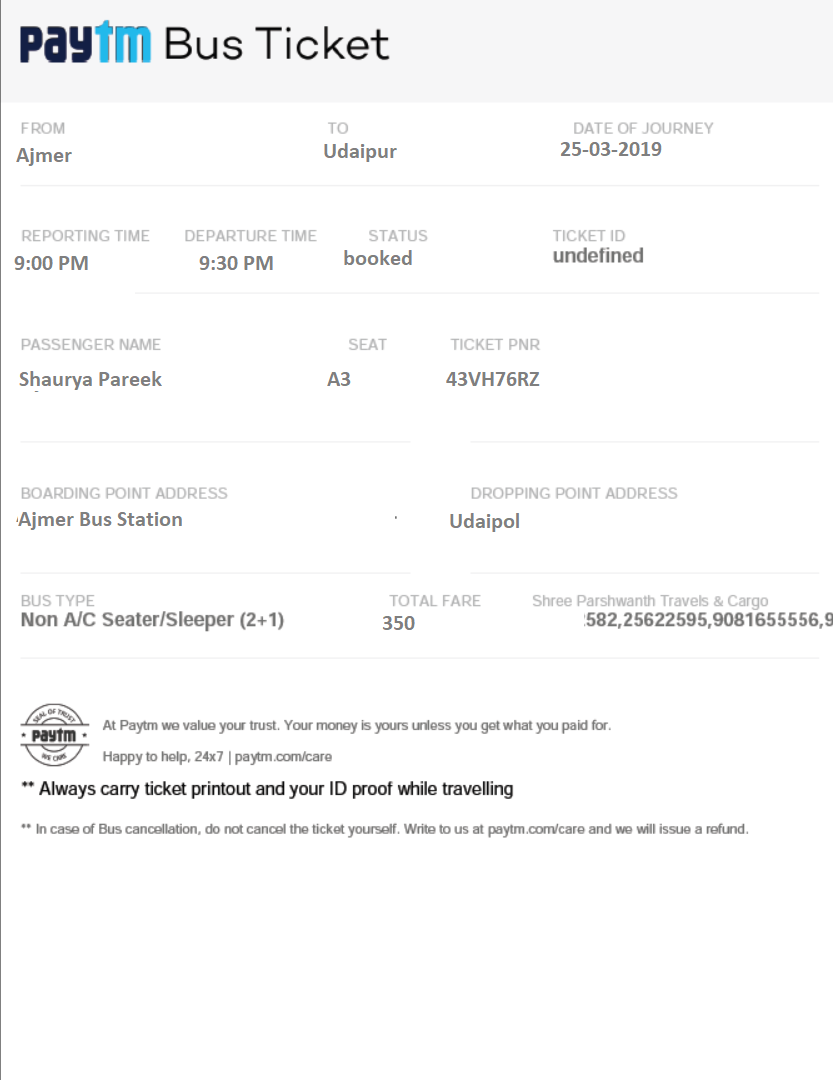 paytm Bus Ticket
FROM TO DATE OF JOURNEY
Ajmer Udaipur 25-03-2019
REPORTING TIME DEPARTURE TIME STATUS TICKET ID
9:00 PM 9:30 PM booked undefined
PASSENGER NAME SEAT TICKET PNR
Shaurya Pareek A3 43VH76RZ
BOARDING POINT ADDRESS DROPPING POINT ADDRESS
Ajmer Bus Station Udaipol
BUS TYPE TOTAL FARE Shree Parshwanth Travels & Cargo
Non A/C Seater/Sleeper (2+1) 350 582,25622595,9081655556,9
SEAL OF TRUST
paytm
WE CARE
At Paytm we value your trust. Your money is yours unless you get what you paid for.
Happy to help, 24x7 | paytm.com/care
** Always carry ticket printout and your ID proof while travelling
** In case of Bus cancellation, do not cancel the ticket yourself. Write to us at paytm.com/care and we will issue a refund.